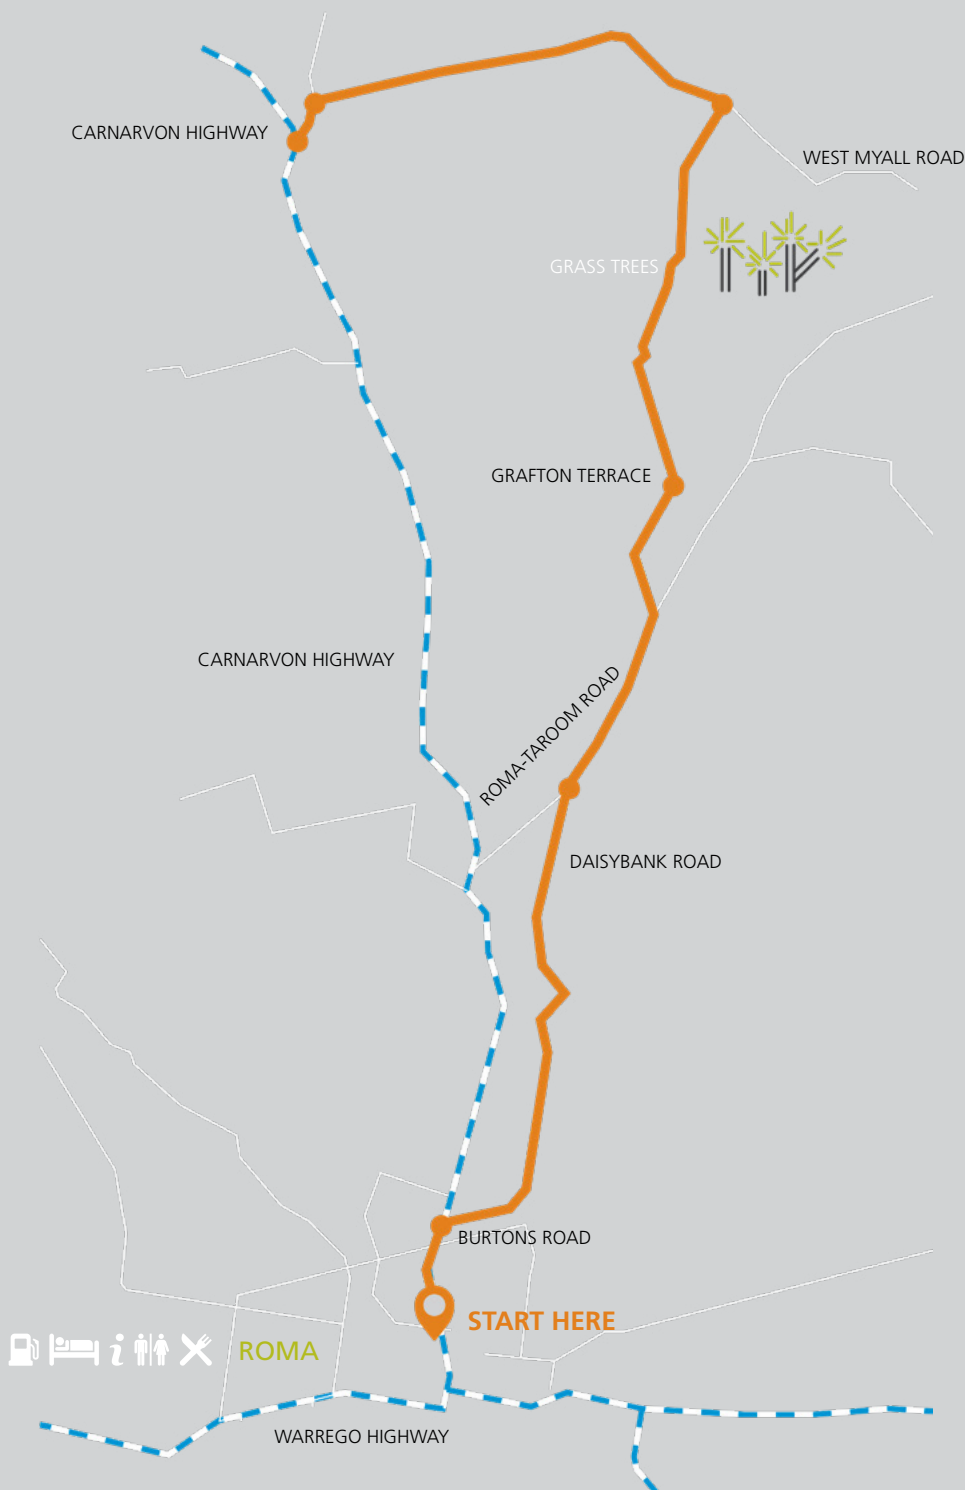 CARNARVON HIGHWAY
WEST MYALL ROAD
GRASS TREES
GRAFTON TERRACE
CARNARVON HIGHWAY
ROMA-TAROOM ROAD
DAISYBANK ROAD
BURTONS ROAD
START HERE
ROMA
WARREGO HIGHWAY